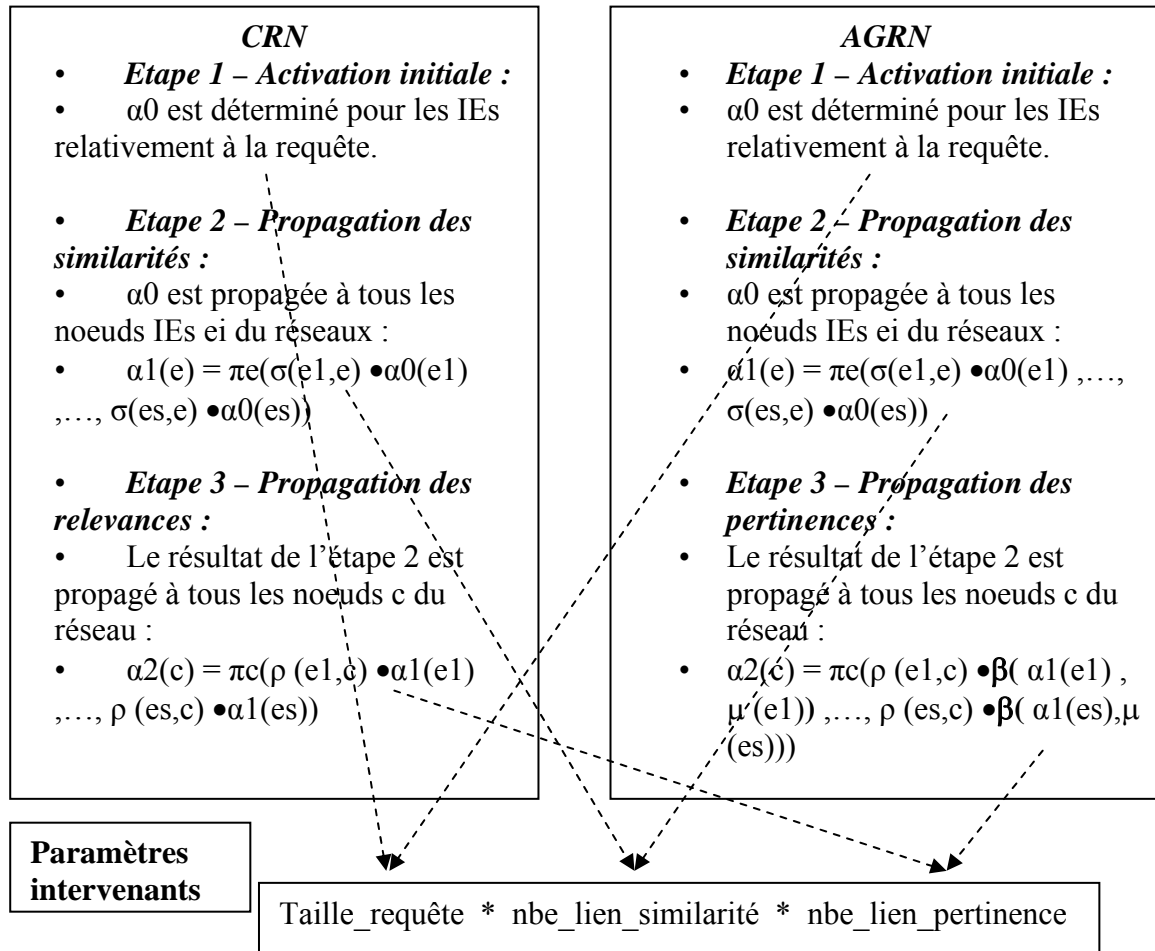 CRN
• Etape 1 – Activation initiale :
• α0 est déterminé pour les IEs
relativement à la requête.
• Etape 2 – Propagation des
similarités :
• α0 est propagée à tous les
noeuds IEs ei du réseaux :
• α1(e) = πe(σ(e1,e) •α0(e1)
,…, σ(es,e) •α0(es))
• Etape 3 – Propagation des
relevances :
• Le résultat de l’étape 2 est
propagé à tous les noeuds c du
réseau :
• α2(c) = πc(ρ (e1,c) •α1(e1)
,…, ρ (es,c) •α1(es))
AGRN
• Etape 1 – Activation initiale :
• α0 est déterminé pour les IEs
relativement à la requête.
• Etape 2 – Propagation des
similarités :
• α0 est propagée à tous les
noeuds IEs ei du réseaux :
• α1(e) = πe(σ(e1,e) •α0(e1) ,…,
σ(es,e) •α0(es))
• Etape 3 – Propagation des
pertinences :
• Le résultat de l’étape 2 est
propagé à tous les noeuds c du
réseau :
• α2(c) = πc(ρ (e1,c) •β( α1(e1) ,
μ (e1)) ,…, ρ (es,c) •β( α1(es),μ
(es)))
Paramètres
intervenants
Taille_requête * nbe_lien_similarité * nbe_lien_pertinence